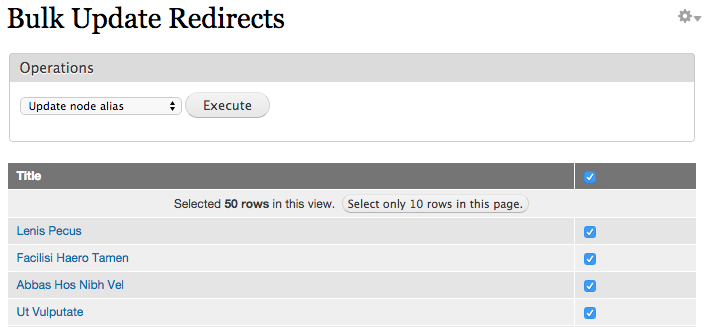 Bulk Update Redirects
Operations
Update node alias
Execute
Title
Selected 50 rows in this view. Select only 10 rows in this page.
Lenis Pecus
Facilisi Haero Tamen
Abbas Hos Nibh Vel
Ut Vulputate